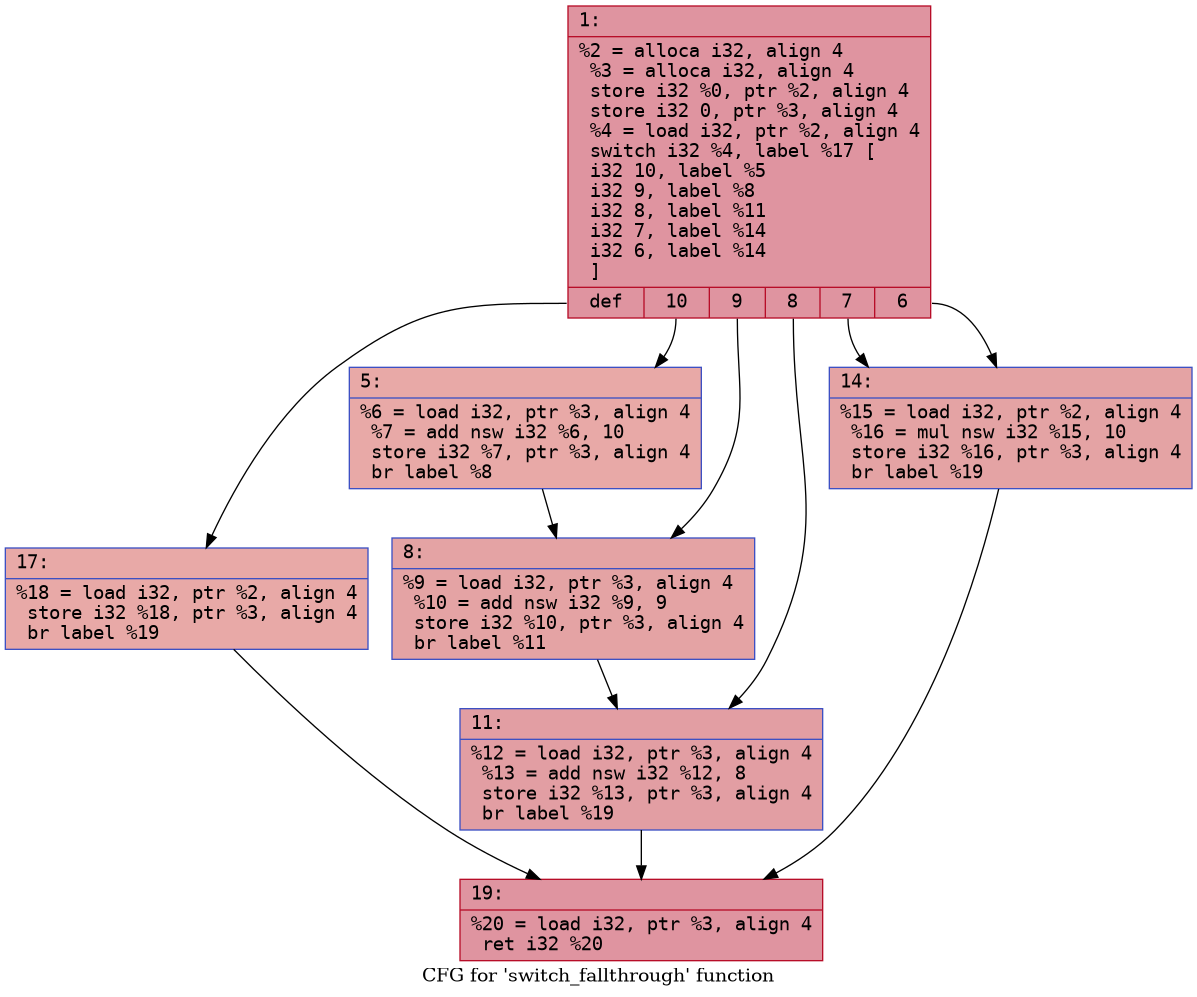 1:
%2 = alloca i32, align 4
%3 = alloca i32, align 4
store i32 %0, ptr %2, align 4
store i32 0, ptr %3, align 4
%4 = load i32, ptr %2, align 4
switch i32 %4, label %17 [
i32 10, label %5
i32 9, label %8
i32 8, label %11
i32 7, label %14
i32 6, label %14
]
def 10 9 8 7 6
5:
%6 = load i32, ptr %3, align 4
%7 = add nsw i32 %6, 10
store i32 %7, ptr %3, align 4
br label %8
14:
%15 = load i32, ptr %2, align 4
%16 = mul nsw i32 %15, 10
store i32 %16, ptr %3, align 4
br label %19
17:
%18 = load i32, ptr %2, align 4
store i32 %18, ptr %3, align 4
br label %19
8:
%9 = load i32, ptr %3, align 4
%10 = add nsw i32 %9, 9
store i32 %10, ptr %3, align 4
br label %11
11:
%12 = load i32, ptr %3, align 4
%13 = add nsw i32 %12, 8
store i32 %13, ptr %3, align 4
br label %19
19:
%20 = load i32, ptr %3, align 4
ret i32 %20
CFG for 'switch_fallthrough' function